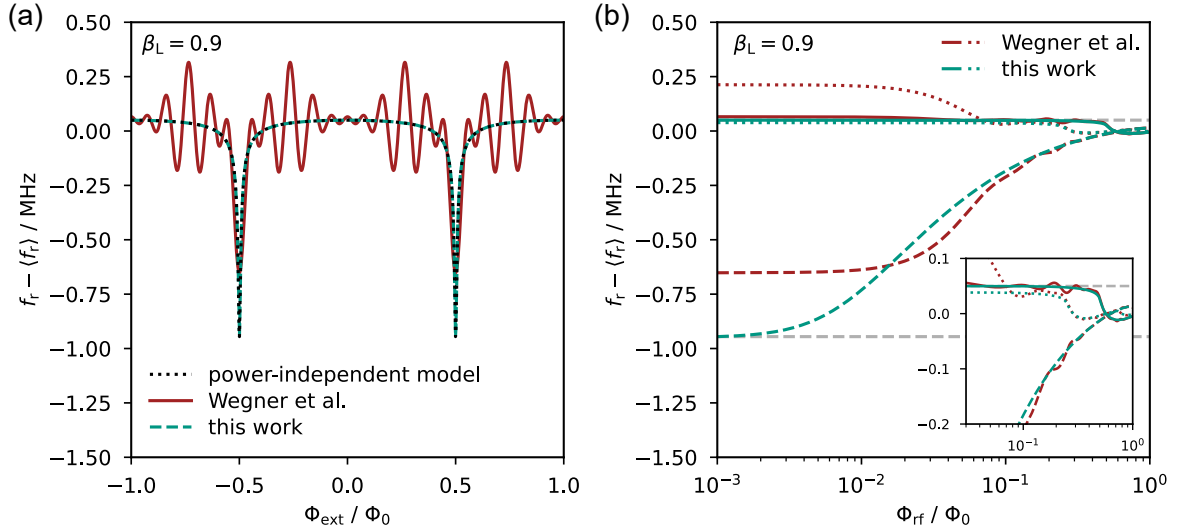 (a)
β_L = 0.9
0.50
0.25
0.00
−0.25
−0.50
−0.75
−1.00
−1.25
−1.50
f_r − ⟨f_r⟩ / MHz
power-independent model
Wegner et al.
this work
−1.0
−0.5
0.0
0.5
1.0
Φ_ext / Φ_0
(b)
β_L = 0.9
Wegner et al.
this work
0.50
0.25
0.00
−0.25
−0.50
−0.75
−1.00
−1.25
−1.50
f_r − ⟨f_r⟩ / MHz
0.1
0.0
−0.1
−0.2
10^−1
10^0
10^−3
10^−2
10^−1
10^0
Φ_rf / Φ_0